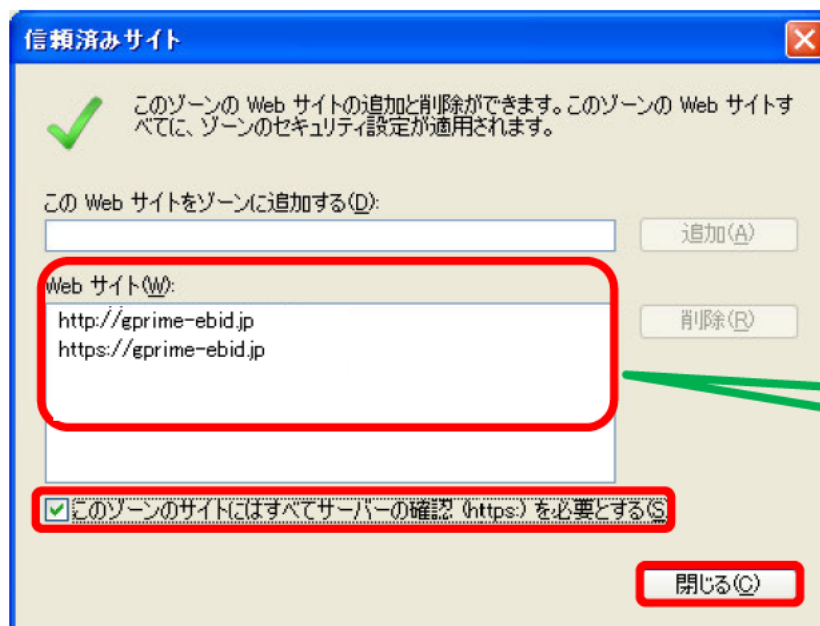 信頼済みサイト
このゾーンの Web サイトの追加と削除ができます。このゾーンの Web サイトす
べてに、ゾーンのセキュリティ設定が適用されます。
この Web サイトをゾーンに追加する(D):
追加(A)
Web サイト(W):
http://gprime-ebid.jp
https://gprime-ebid.jp
削除(R)
このゾーンのサイトにはすべてサーバーの確認 (https:) を必要とする(S)
閉じる(C)